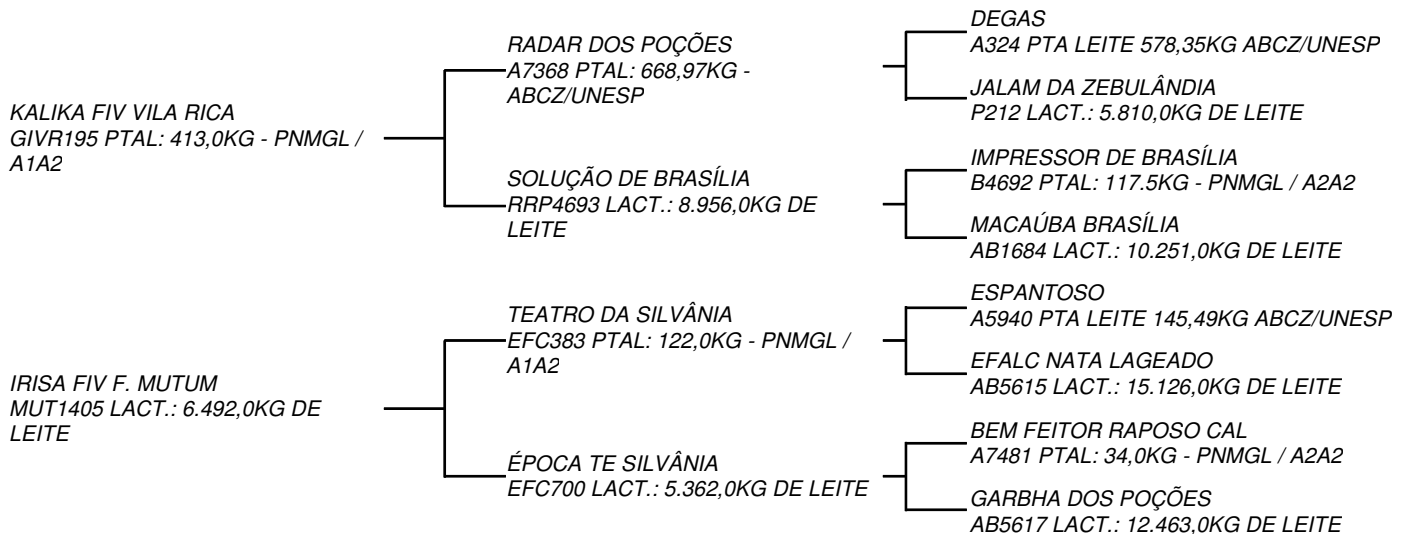 KALIKA FIV VILA RICA
GIVR195 PTAL: 413,0KG - PNMGL /
A1A2
RADAR DOS POÇÕES
A7368 PTAL: 668,97KG -
ABCZ/UNESP
DEGAS
A324 PTA LEITE 578,35KG ABCZ/UNESP
JALAM DA ZEBULÂNDIA
P212 LACT.: 5.810,0KG DE LEITE
SOLUÇÃO DE BRASÍLIA
RRP4693 LACT.: 8.956,0KG DE
LEITE
IMPRESSOR DE BRASÍLIA
B4692 PTAL: 117.5KG - PNMGL / A2A2
MACAÚBA BRASÍLIA
AB1684 LACT.: 10.251,0KG DE LEITE
IRISA FIV F. MUTUM
MUT1405 LACT.: 6.492,0KG DE
LEITE
TEATRO DA SILVÂNIA
EFC383 PTAL: 122,0KG - PNMGL /
A1A2
ESPANTOSO
A5940 PTA LEITE 145,49KG ABCZ/UNESP
EFALC NATA LAGEADO
AB5615 LACT.: 15.126,0KG DE LEITE
ÉPOCA TE SILVÂNIA
EFC700 LACT.: 5.362,0KG DE LEITE
BEM FEITOR RAPOSO CAL
A7481 PTAL: 34,0KG - PNMGL / A2A2
GARBHA DOS POÇÕES
AB5617 LACT.: 12.463,0KG DE LEITE